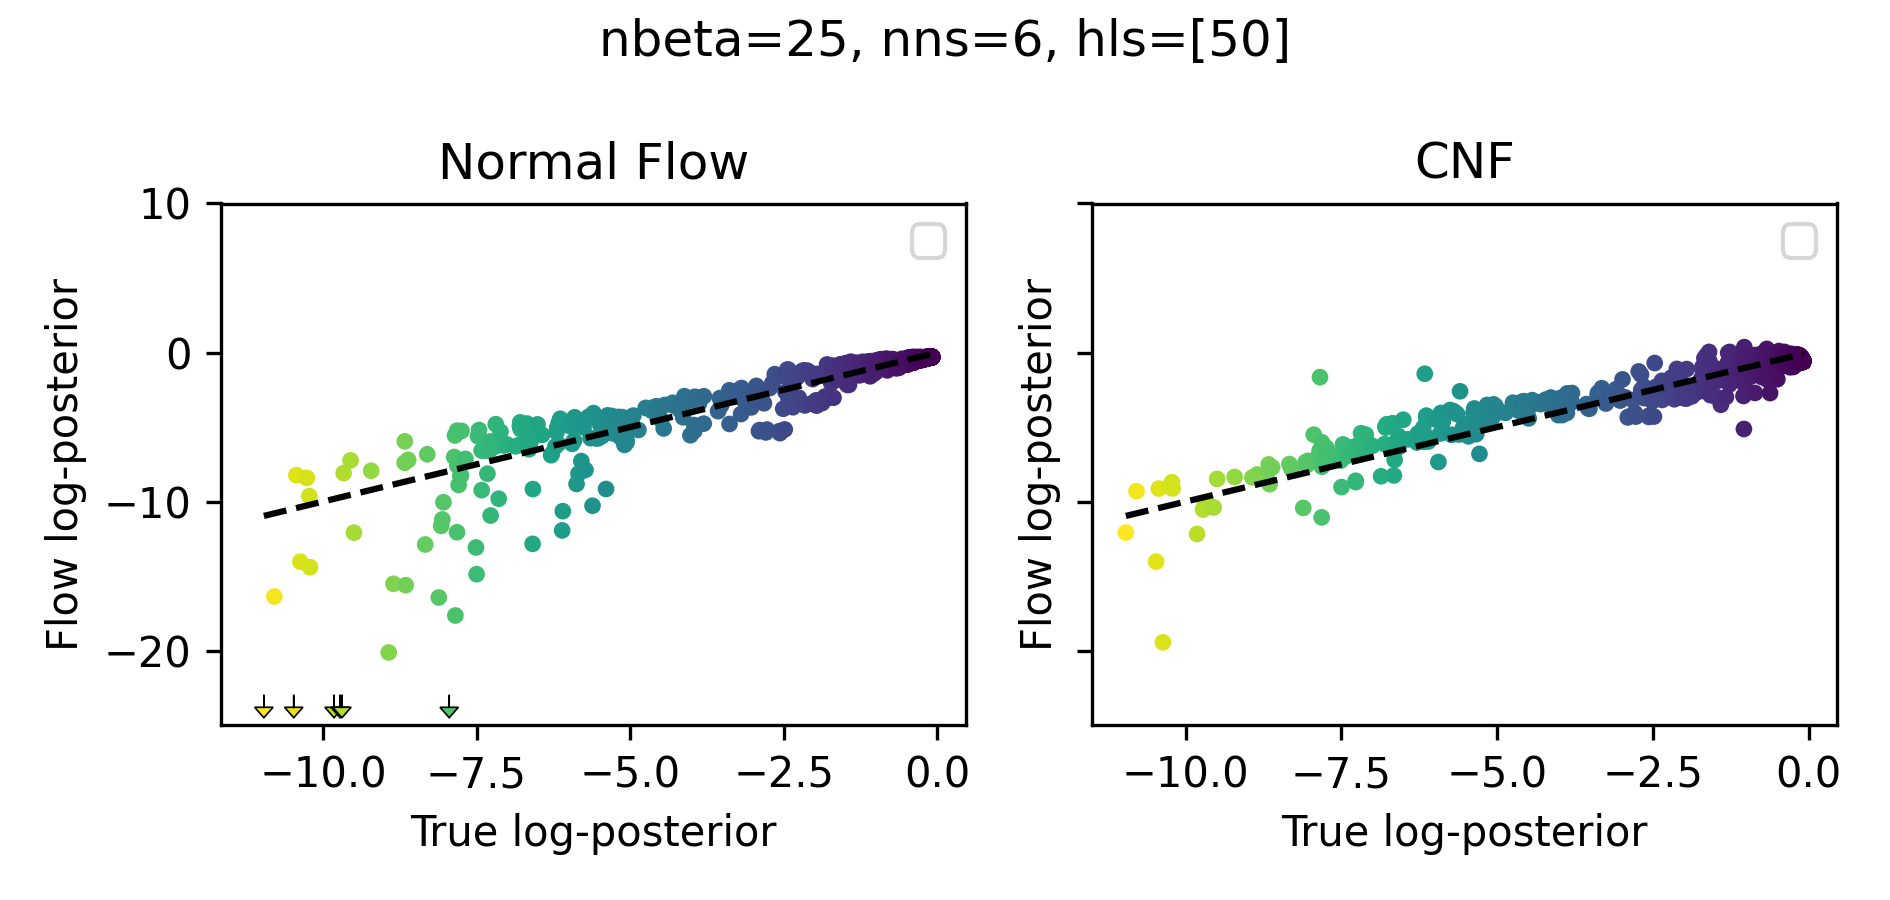 nbeta=25, nns=6, hls=[50]
Normal Flow
CNF
10
0
−10
−20
Flow log-posterior
Flow log-posterior
−10.0
−7.5
−5.0
−2.5
0.0
−10.0
−7.5
−5.0
−2.5
0.0
True log-posterior
True log-posterior